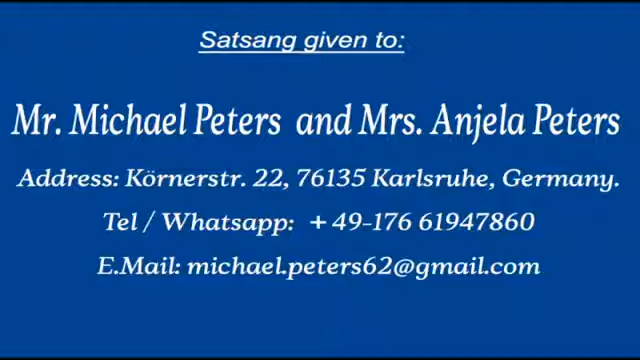 Satsang given to:
Mr. Michael Peters and Mrs. Anjela Peters
Address: Körnerstr. 22, 76135 Karlsruhe, Germany.
Tel / Whatsapp: + 49-176 61947860
E.Mail: michael.peters62@gmail.com